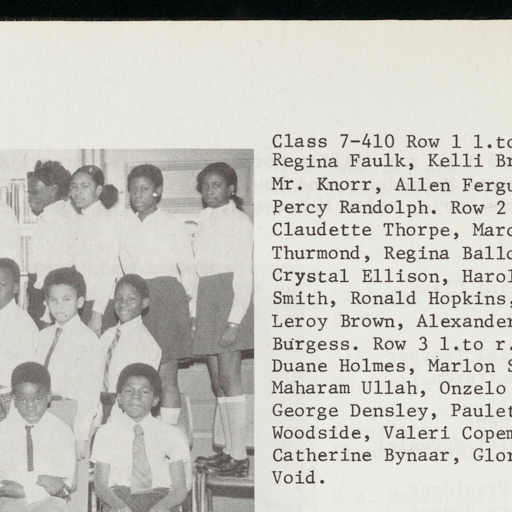 Class 7-410 Row 1 l.to
Regina Faulk, Kelli Br
Mr. Knorr, Allen Fergu
Percy Randolph. Row 2
Claudette Thorpe, Marc
Thurmond, Regina Ballo
Crystal Ellison, Harol
Smith, Ronald Hopkins,
Leroy Brown, Alexander
Burgess. Row 3 l.to r.
Duane Holmes, Marlon S
Maharam Ullah, Onzelo
George Densley, Paulet
Woodside, Valeri Copem
Catherine Bynaar, Glor
Void.